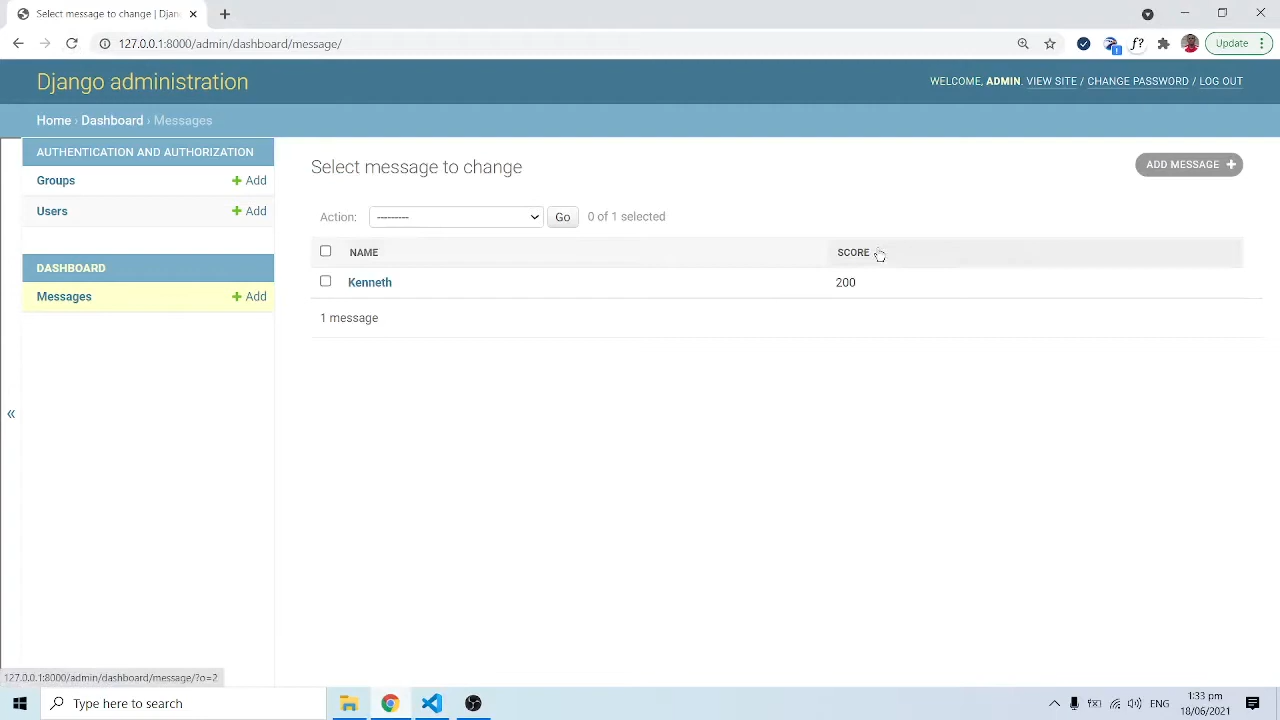 Select message to change | Djan
127.0.0.1:8000/admin/dashboard/message/
Update
Django administration
WELCOME, ADMIN. VIEW SITE / CHANGE PASSWORD / LOG OUT
Home › Dashboard › Messages
AUTHENTICATION AND AUTHORIZATION
Groups + Add
Users + Add
DASHBOARD
Messages + Add
Select message to change
ADD MESSAGE +
Action: --------- Go 0 of 1 selected
NAME SCORE
Kenneth 200
1 message
«
127.0.0.1:8000/admin/dashboard/message/?o=2
Type here to search
ENG
1:33 pm
18/06/2021